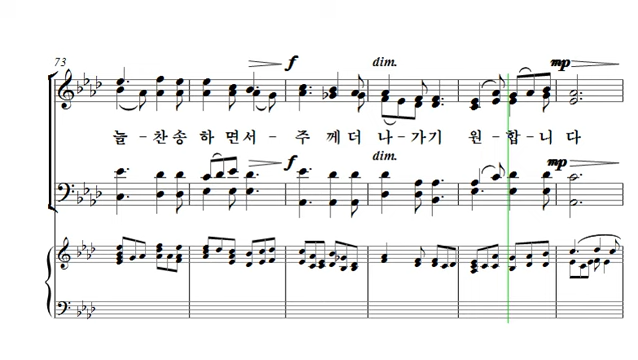 73
f
dim.
mp
늘-찬송 하 면서- 주 께더 나-가기 원-합-니 다
f
dim.
mp